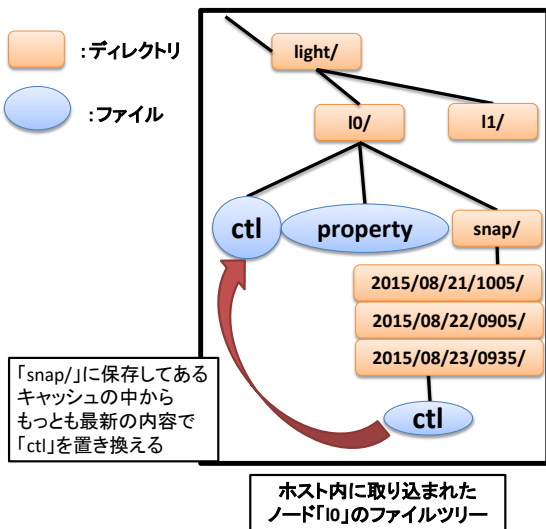 :ディレクトリ
:ファイル
light/
l0/
l1/
ctl
property
snap/
2015/08/21/1005/
2015/08/22/0905/
2015/08/23/0935/
ctl
「snap/」に保存してある
キャッシュの中から
もっとも最新の内容で
「ctl」を置き換える
ホスト内に取り込まれた
ノード「l0」のファイルツリー